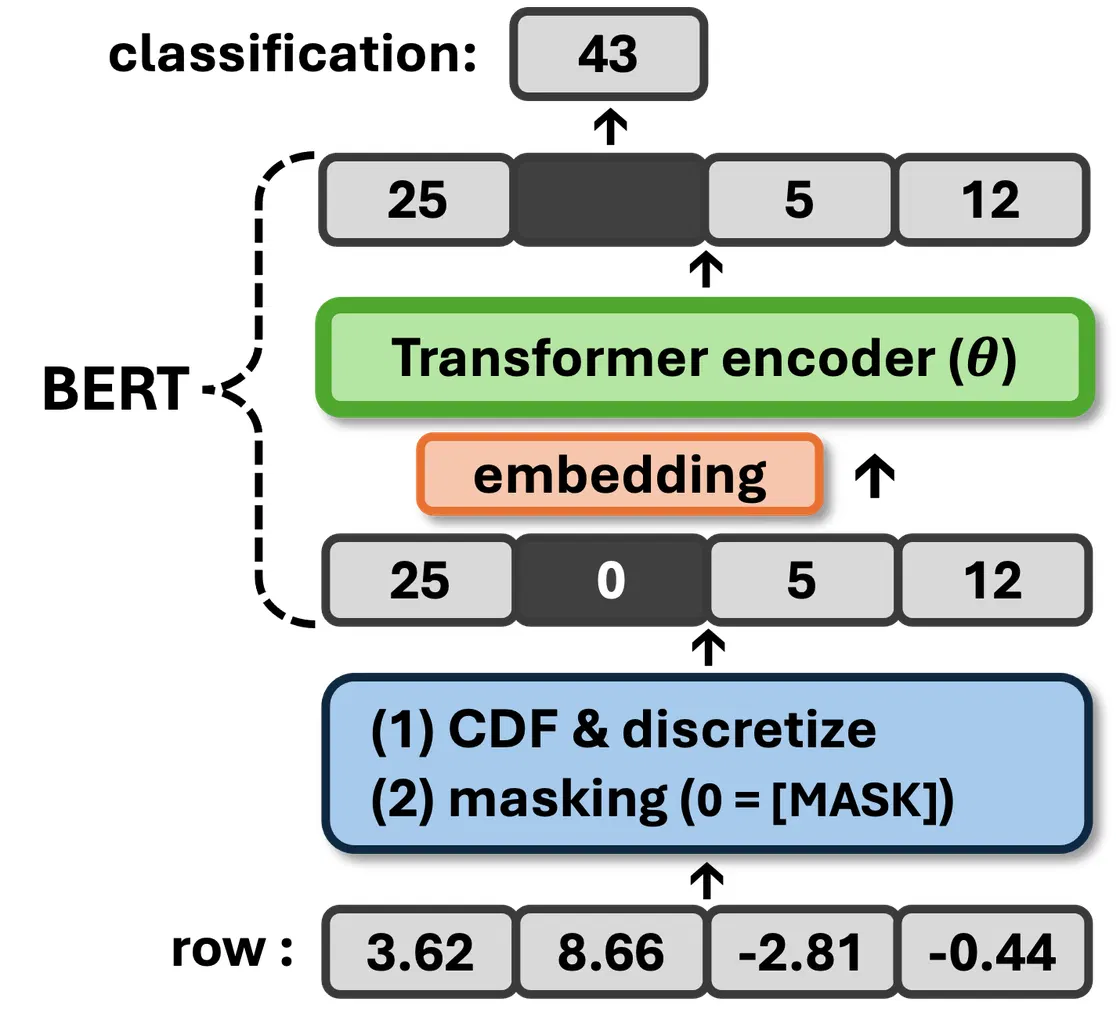 classification: 43
25 5 12
Transformer encoder (θ)
BERT
embedding
25 0 5 12
(1) CDF & discretize
(2) masking (0 = [MASK])
row : 3.62 8.66 -2.81 -0.44